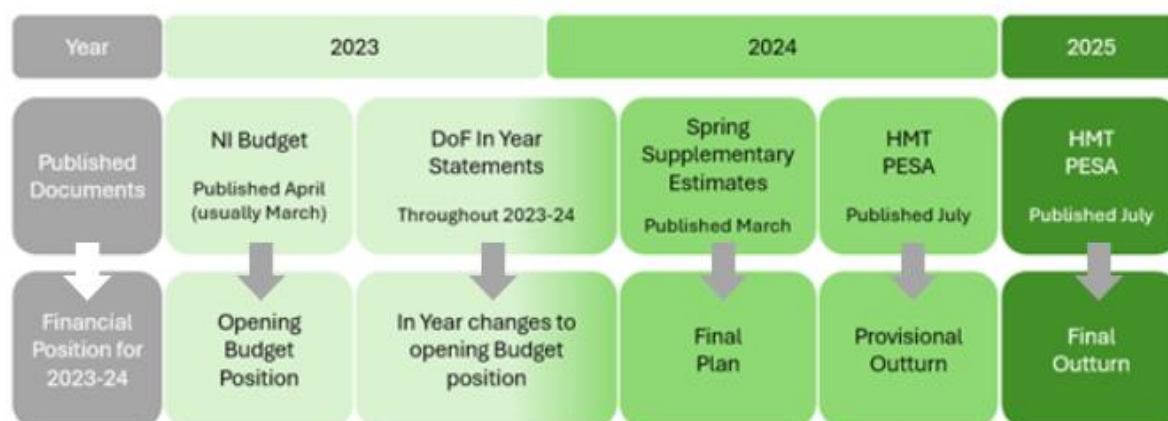 Year
2023
2024
2025
Published
Documents
NI Budget
Published April
(usually March)
DoF In Year
Statements
Throughout 2023-24
Spring
Supplementary
Estimates
Published March
HMT
PESA
Published July
HMT
PESA
Published July
Financial
Position for
2023-24
Opening
Budget
Position
In Year changes to
opening Budget
position
Final
Plan
Provisional
Outturn
Final
Outturn